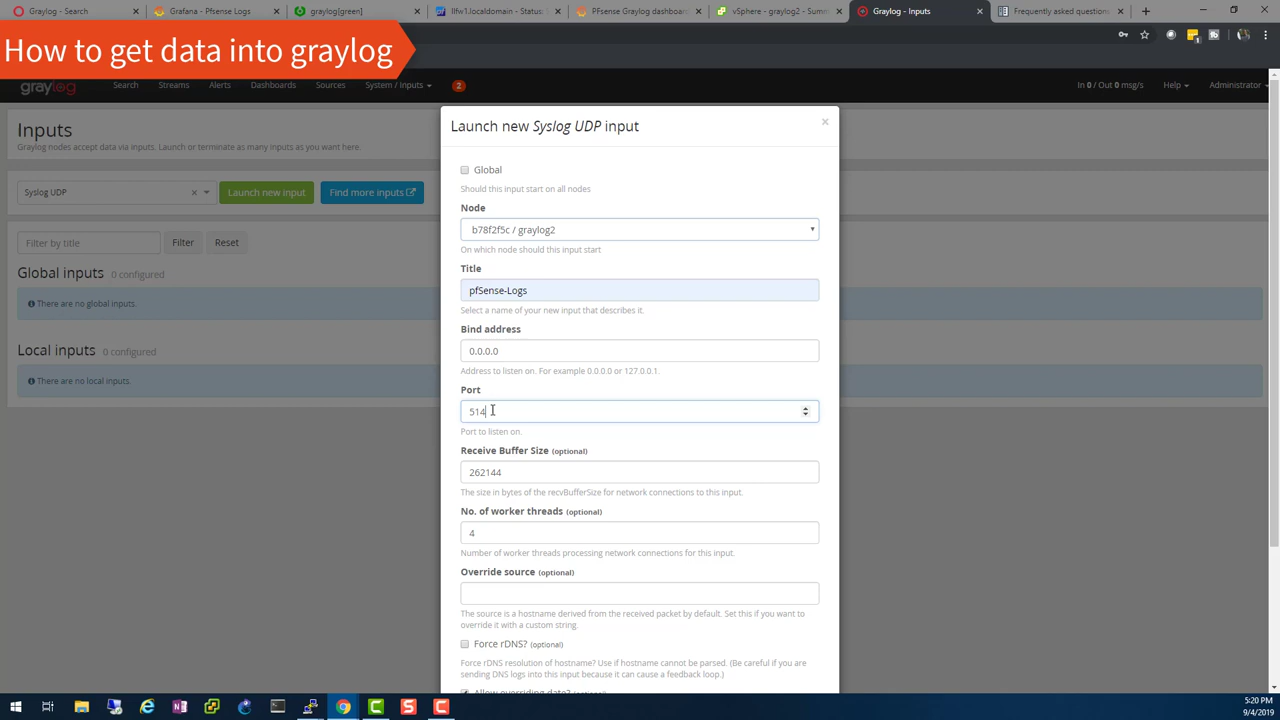 Graylog - Search
Grafana - Pfsense
graylog[green]
llfw1.localdomain - Status:
PFsense Graylog dashboard
vSphere - graylog2 - Summ
Graylog - Inputs
Frequently asked questions
How to get data into graylog
graylog
Search
Streams
Alerts
Dashboards
Sources
System / Inputs
2
In 0 / Out 0 msg/s
Help
Administrator
Inputs
Graylog nodes accept data via inputs. Launch or terminate as many inputs as you want here.
Syslog UDP
Launch new input
Find more inputs
Filter by title
Filter
Reset
Global inputs 0 configured
There are no global inputs.
Local inputs 0 configured
There are no local inputs.
Launch new Syslog UDP input
×
Global
Should this input start on all nodes
Node
b78f2f5c / graylog2
On which node should this input start
Title
pfSense-Logs
Select a name of your new input that describes it.
Bind address
0.0.0.0
Address to listen on. For example 0.0.0.0 or 127.0.0.1.
Port
514
Port to listen on.
Receive Buffer Size (optional)
262144
The size in bytes of the recvBufferSize for network connections to this input.
No. of worker threads (optional)
4
Number of worker threads processing network connections for this input.
Override source (optional)
The source is a hostname derived from the received packet by default. Set this if you want to
override it with a custom string.
Force rDNS? (optional)
Force rDNS resolution of hostname? Use if hostname cannot be parsed. (Be careful if you are
sending DNS logs into this input because it can cause a feedback loop.)
Allow overriding date? (optional)
5:20 PM
9/4/2019